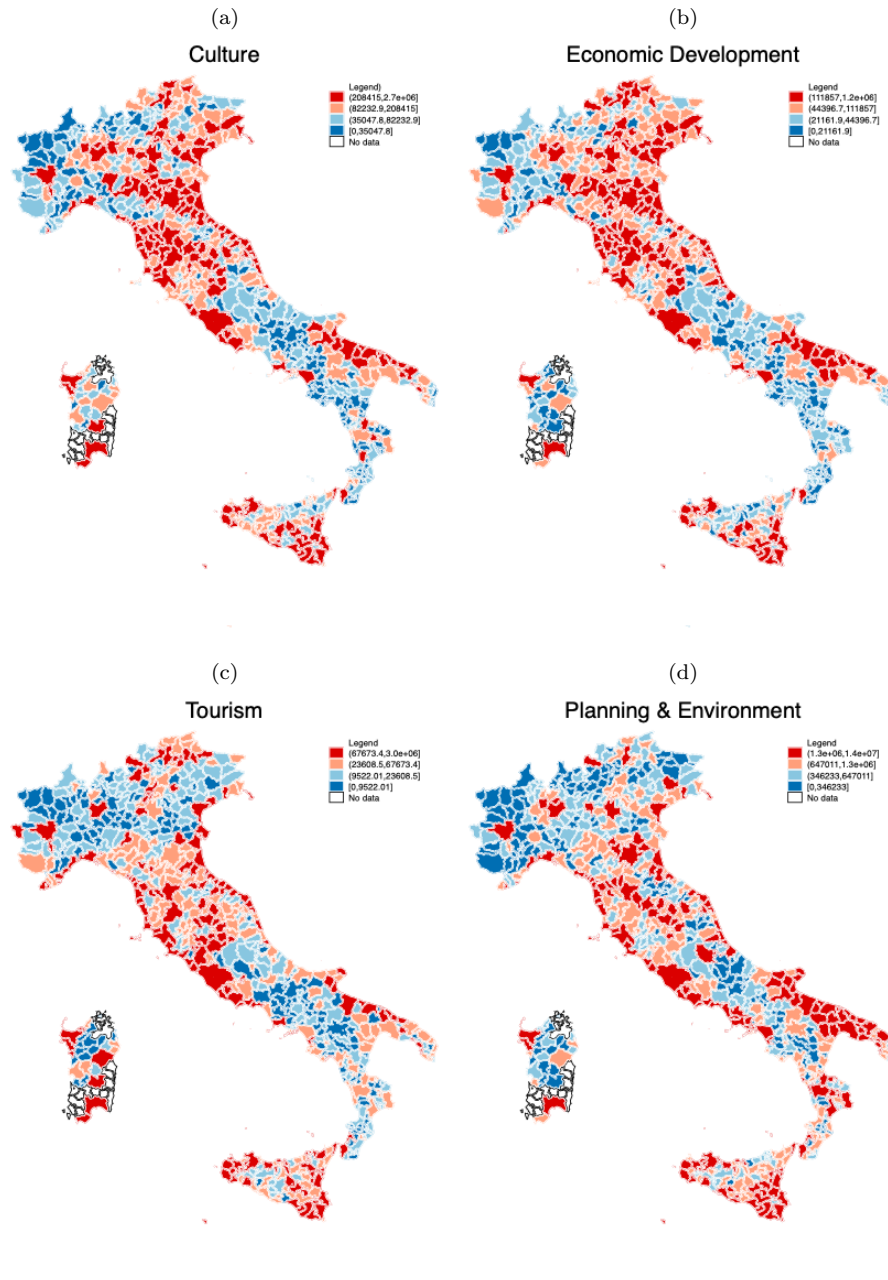 (a)
Culture
Legend)
(208415,2.7e+06]
(82232.9,208415]
(35047.8,82232.9]
[0,35047.8]
No data
(b)
Economic Development
Legend
(111857,1.2e+06]
(44396.7,111857]
(21161.9,44396.7]
[0,21161.9]
No data
(c)
Tourism
Legend
(67673.4,3.0e+06]
(23608.5,67673.4]
(9522.01,23608.5]
[0,9522.01]
No data
(d)
Planning & Environment
Legend
(1.3e+06,1.4e+07]
(647011,1.3e+06]
(346233,647011]
[0,346233]
No data